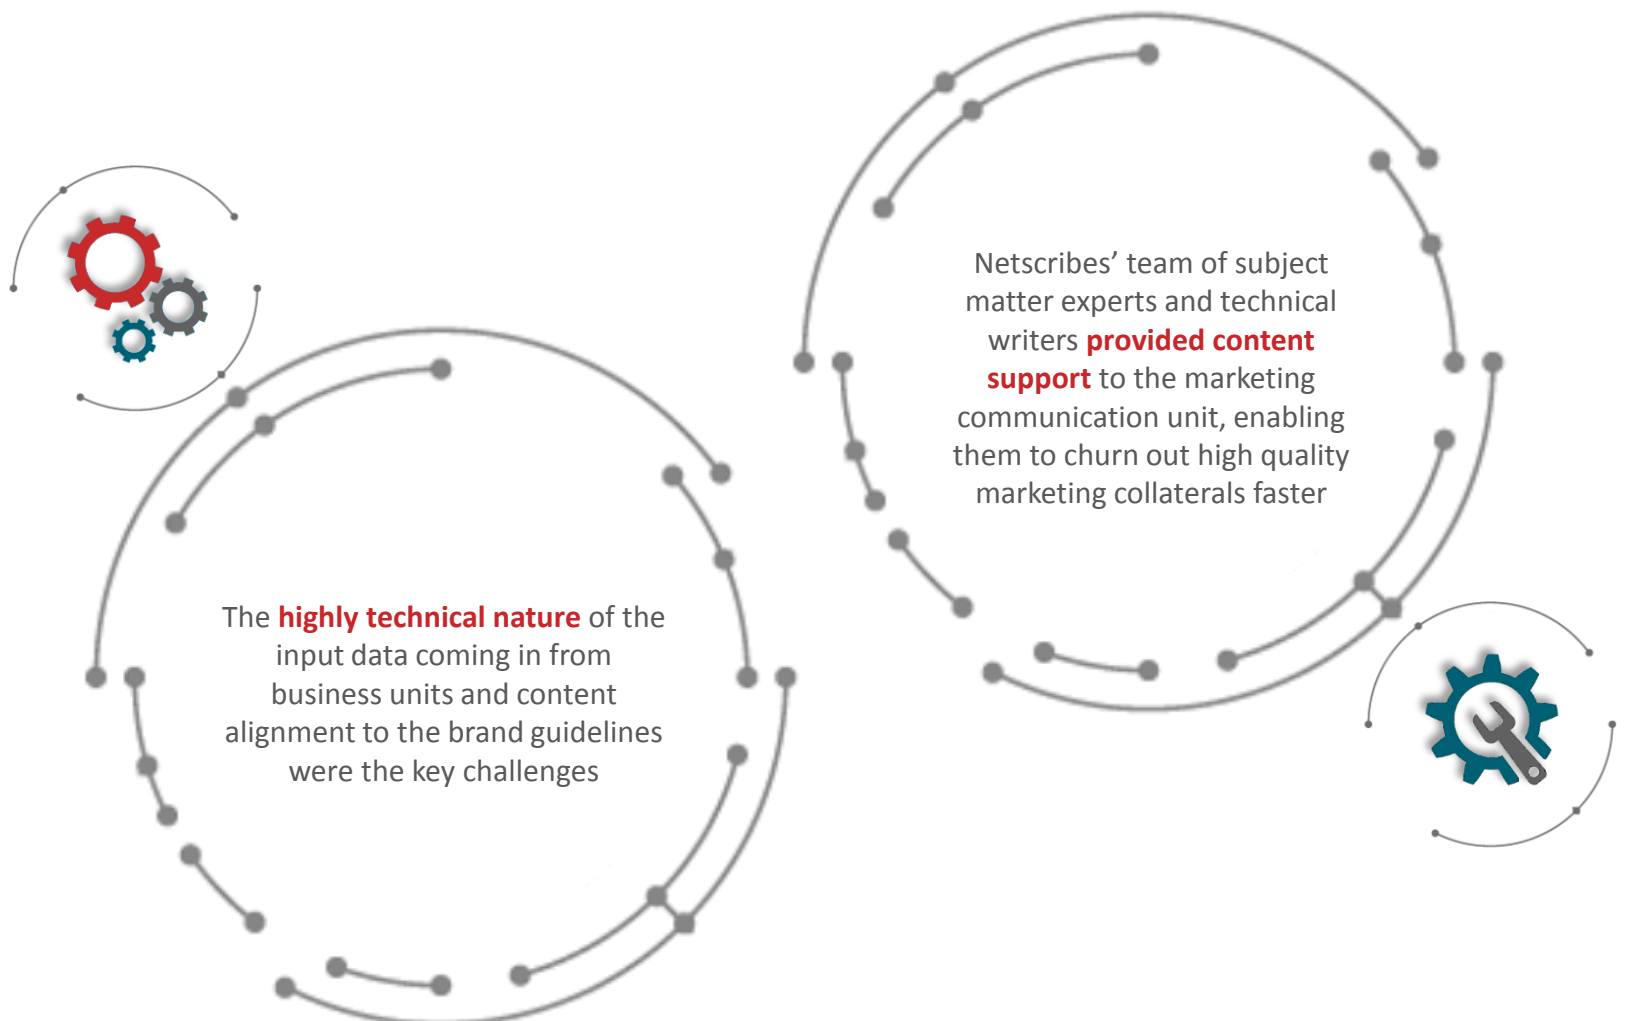 The highly technical nature of the
input data coming in from
business units and content
alignment to the brand guidelines
were the key challenges
Netscribes’ team of subject
matter experts and technical
writers provided content
support to the marketing
communication unit, enabling
them to churn out high quality
marketing collaterals faster